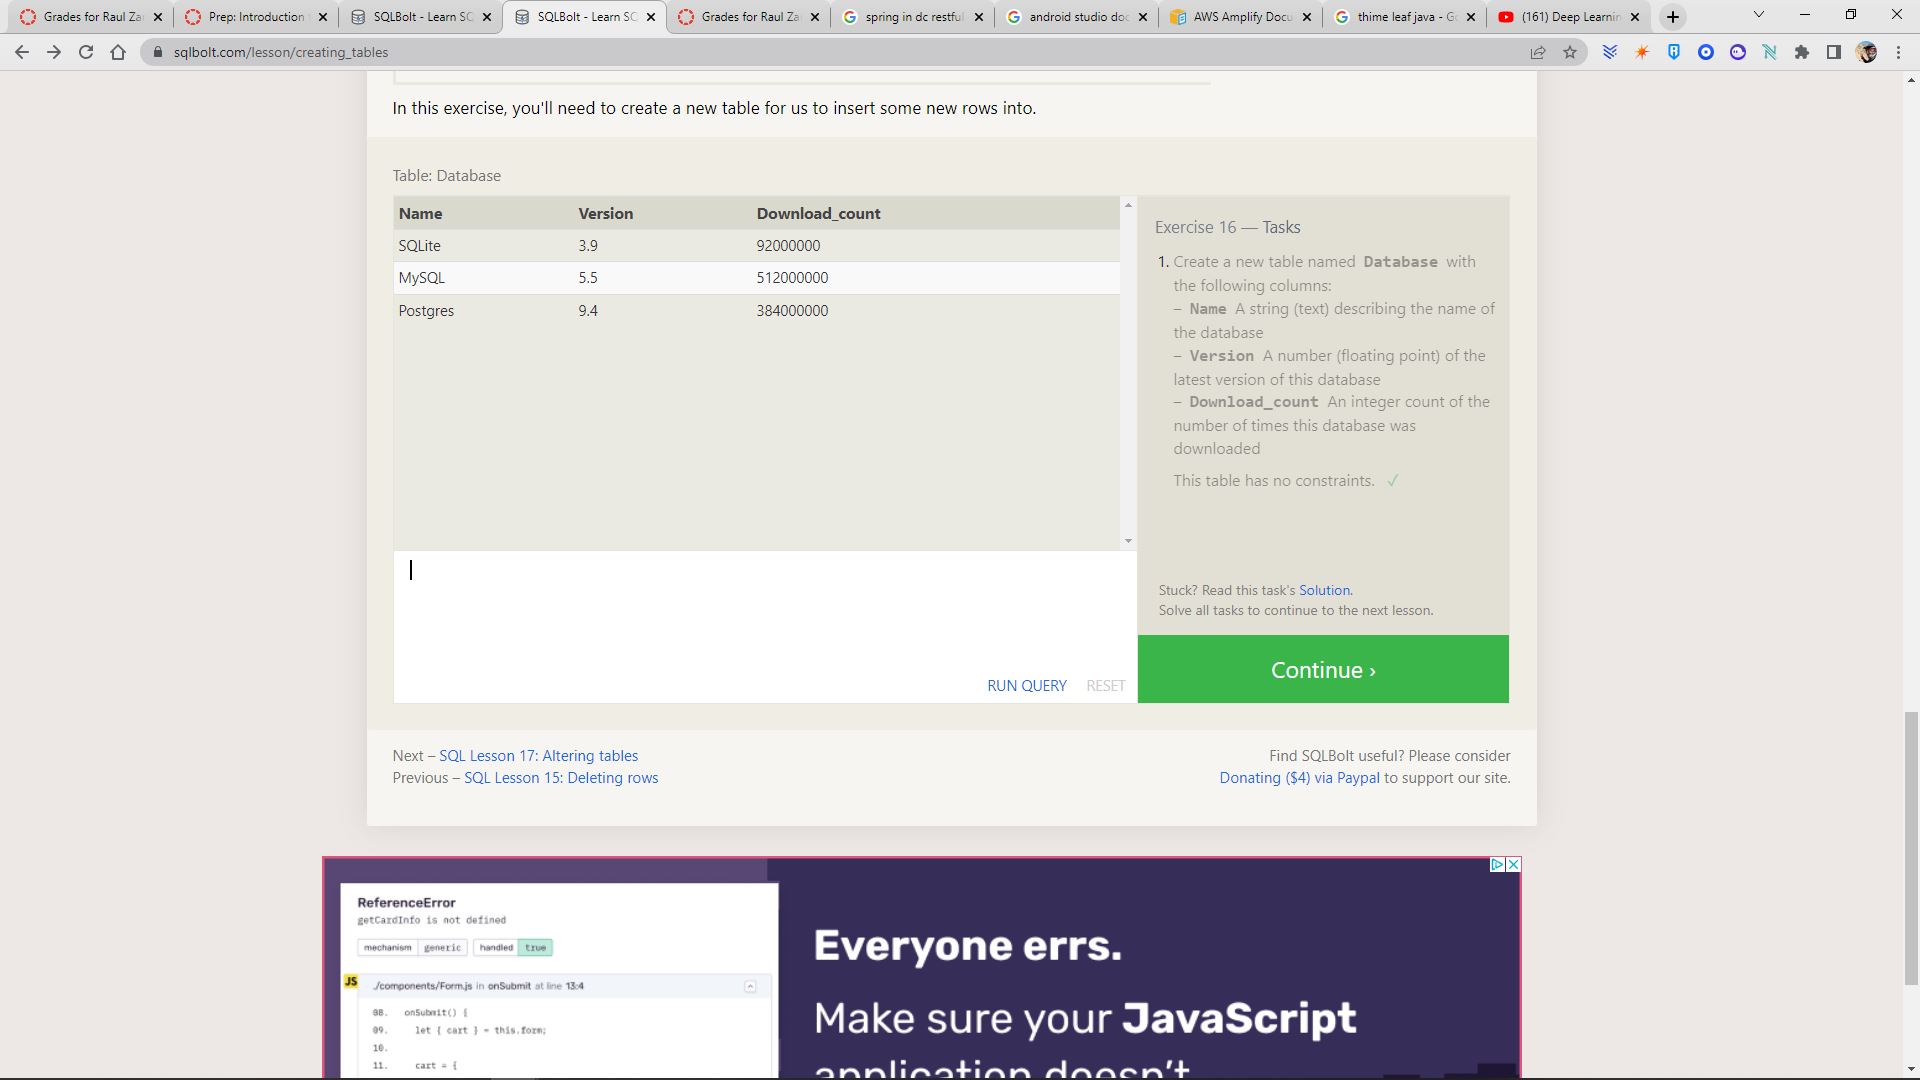 Grades for Raul Za
Prep: Introduction
SQLBolt - Learn SQ
SQLBolt - Learn SQ
Grades for Raul Za
spring in dc restful
android studio doc
AWS Amplify Docu
thime leaf java - Go
(161) Deep Learnin
sqlbolt.com/lesson/creating_tables
In this exercise, you'll need to create a new table for us to insert some new rows into.
Table: Database
Name Version Download_count
SQLite 3.9 92000000
MySQL 5.5 512000000
Postgres 9.4 384000000
Exercise 16 — Tasks
1. Create a new table named Database with
the following columns:
– Name A string (text) describing the name of
the database
– Version A number (floating point) of the
latest version of this database
– Download_count An integer count of the
number of times this database was
downloaded
This table has no constraints. ✓
Stuck? Read this task's Solution.
Solve all tasks to continue to the next lesson.
RUN QUERY RESET
Continue ›
Next – SQL Lesson 17: Altering tables
Previous – SQL Lesson 15: Deleting rows
Find SQLBolt useful? Please consider
Donating ($4) via Paypal to support our site.
ReferenceError
getCardInfo is not defined
mechanism generic handled true
JS ./components/Form.js in onSubmit at line 13:4
08. onSubmit() {
09. let { cart } = this.form;
10.
11. cart = {
Everyone errs.
Make sure your JavaScript
application doesn't